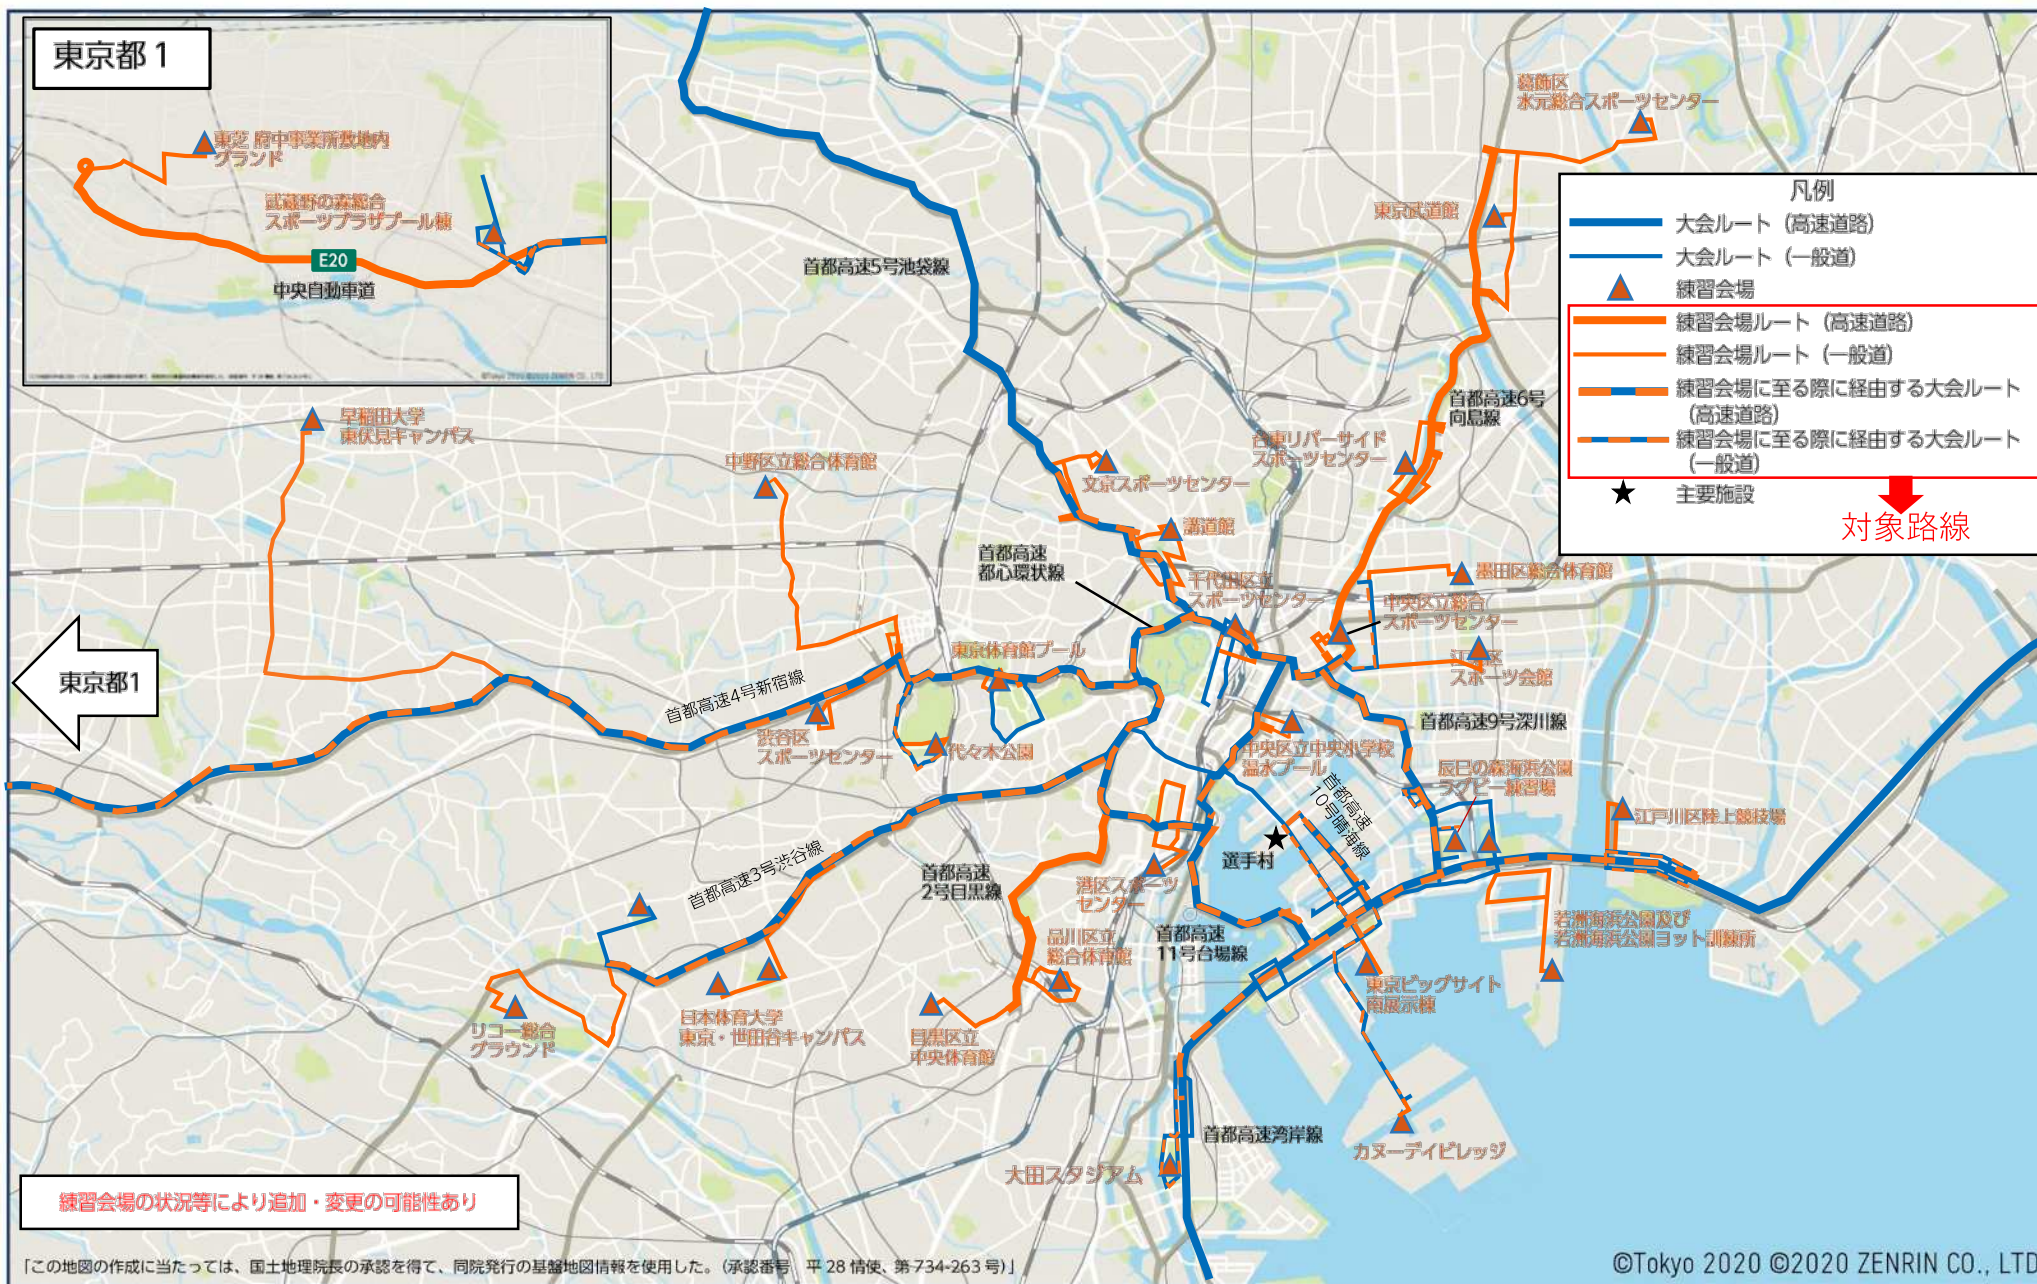 東京都1
東芝 府中事業所敷地内
グランド
武蔵野の森総合
スポーツプラザプール棟
E20
中央自動車道
葛飾区
水元総合スポーツセンター
東京武道館
凡例
大会ルート（高速道路）
大会ルート（一般道）
練習会場
練習会場ルート（高速道路）
練習会場ルート（一般道）
練習会場に至る際に経由する大会ルート
（高速道路）
練習会場に至る際に経由する大会ルート
（一般道）
主要施設
対象路線
首都高速5号池袋線
首都高速6号
向島線
早稲田大学
東伏見キャンパス
中野区立総合体育館
台東リバーサイド
スポーツセンター
文京スポーツセンター
講道館
首都高速
都心環状線
千代田区立
スポーツセンター
墨田区総合体育館
中央区立総合
スポーツセンター
江東区
スポーツ会館
東京都1
東京体育館プール
首都高速4号新宿線
渋谷区
スポーツセンター
代々木公園
首都高速9号深川線
中央区立中央小学校
温水プール
辰巳の森海浜公園
ラグビー練習場
首都高速
10号晴海線
江戸川区陸上競技場
選手村
首都高速3号渋谷線
首都高速
2号目黒線
港区スポーツ
センター
品川区立
総合体育館
首都高速
11号台場線
若洲海浜公園及び
若洲海浜公園ヨット訓練所
東京ビッグサイト
南展示棟
リコー総合
グラウンド
日本体育大学
東京・世田谷キャンパス
目黒区立
中央体育館
首都高速湾岸線
カヌーデイビレッジ
大田スタジアム
練習会場の状況等により追加・変更の可能性あり
「この地図の作成に当たっては、国土地理院長の承認を得て、同院発行の基盤地図情報を使用した。（承認番号　平 28 情使、第 734-263 号）」
©Tokyo 2020 ©2020 ZENRIN CO., LTD